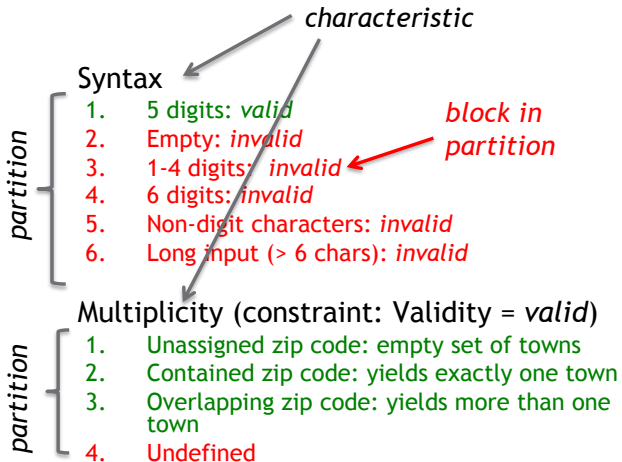 characteristic
Syntax
1. 5 digits: valid
2. Empty: invalid
3. 1-4 digits: invalid
4. 6 digits: invalid
5. Non-digit characters: invalid
6. Long input (> 6 chars): invalid
partition
block in
partition
Multiplicity (constraint: Validity = valid)
1. Unassigned zip code: empty set of towns
2. Contained zip code: yields exactly one town
3. Overlapping zip code: yields more than one
town
4. Undefined
partition